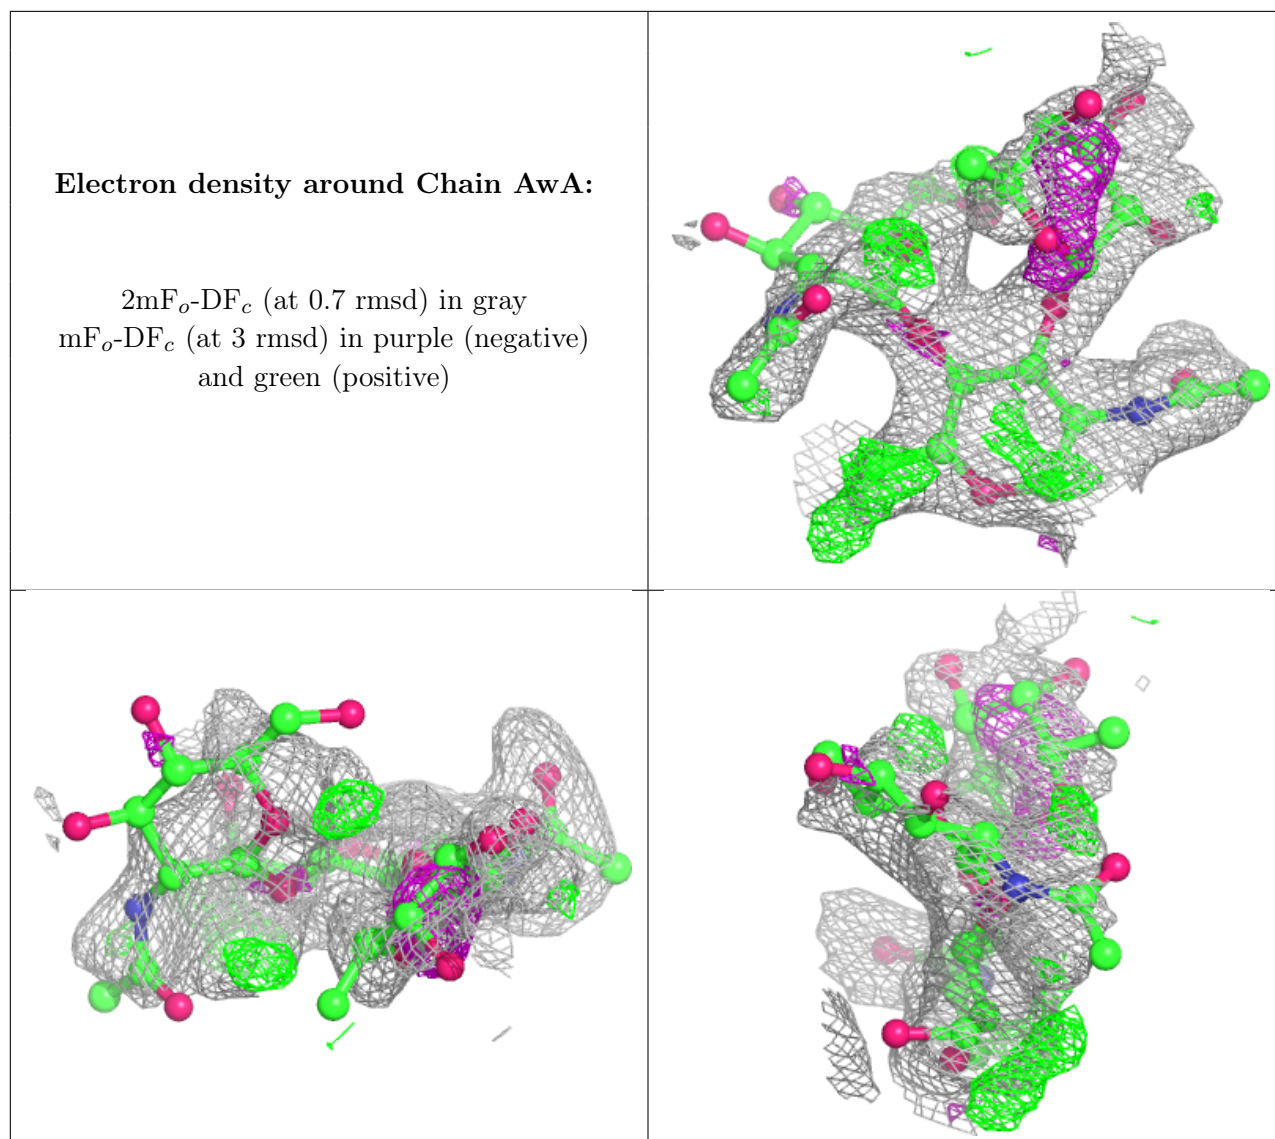 Electron density around Chain AwA:
2mFₒ-DF𝒸 (at 0.7 rmsd) in gray
mFₒ-DF𝒸 (at 3 rmsd) in purple (negative)
and green (positive)